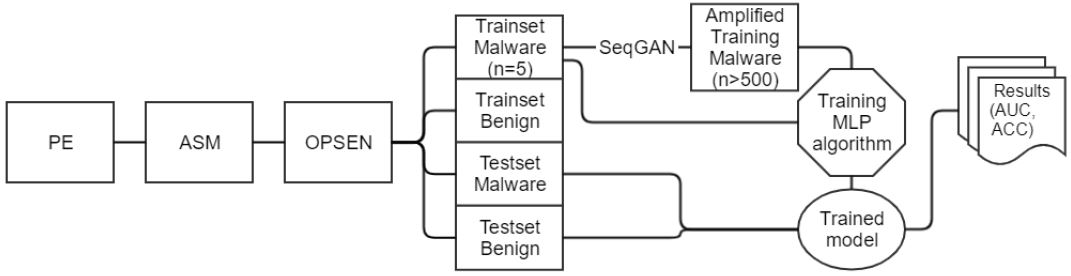 PE
ASM
OPSEN
Trainset
Malware
(n=5)
Trainset
Benign
Testset
Malware
Testset
Benign
SeqGAN
Amplified
Training
Malware
(n>500)
Training
MLP
algorithm
Trained
model
Results
(AUC,
ACC)